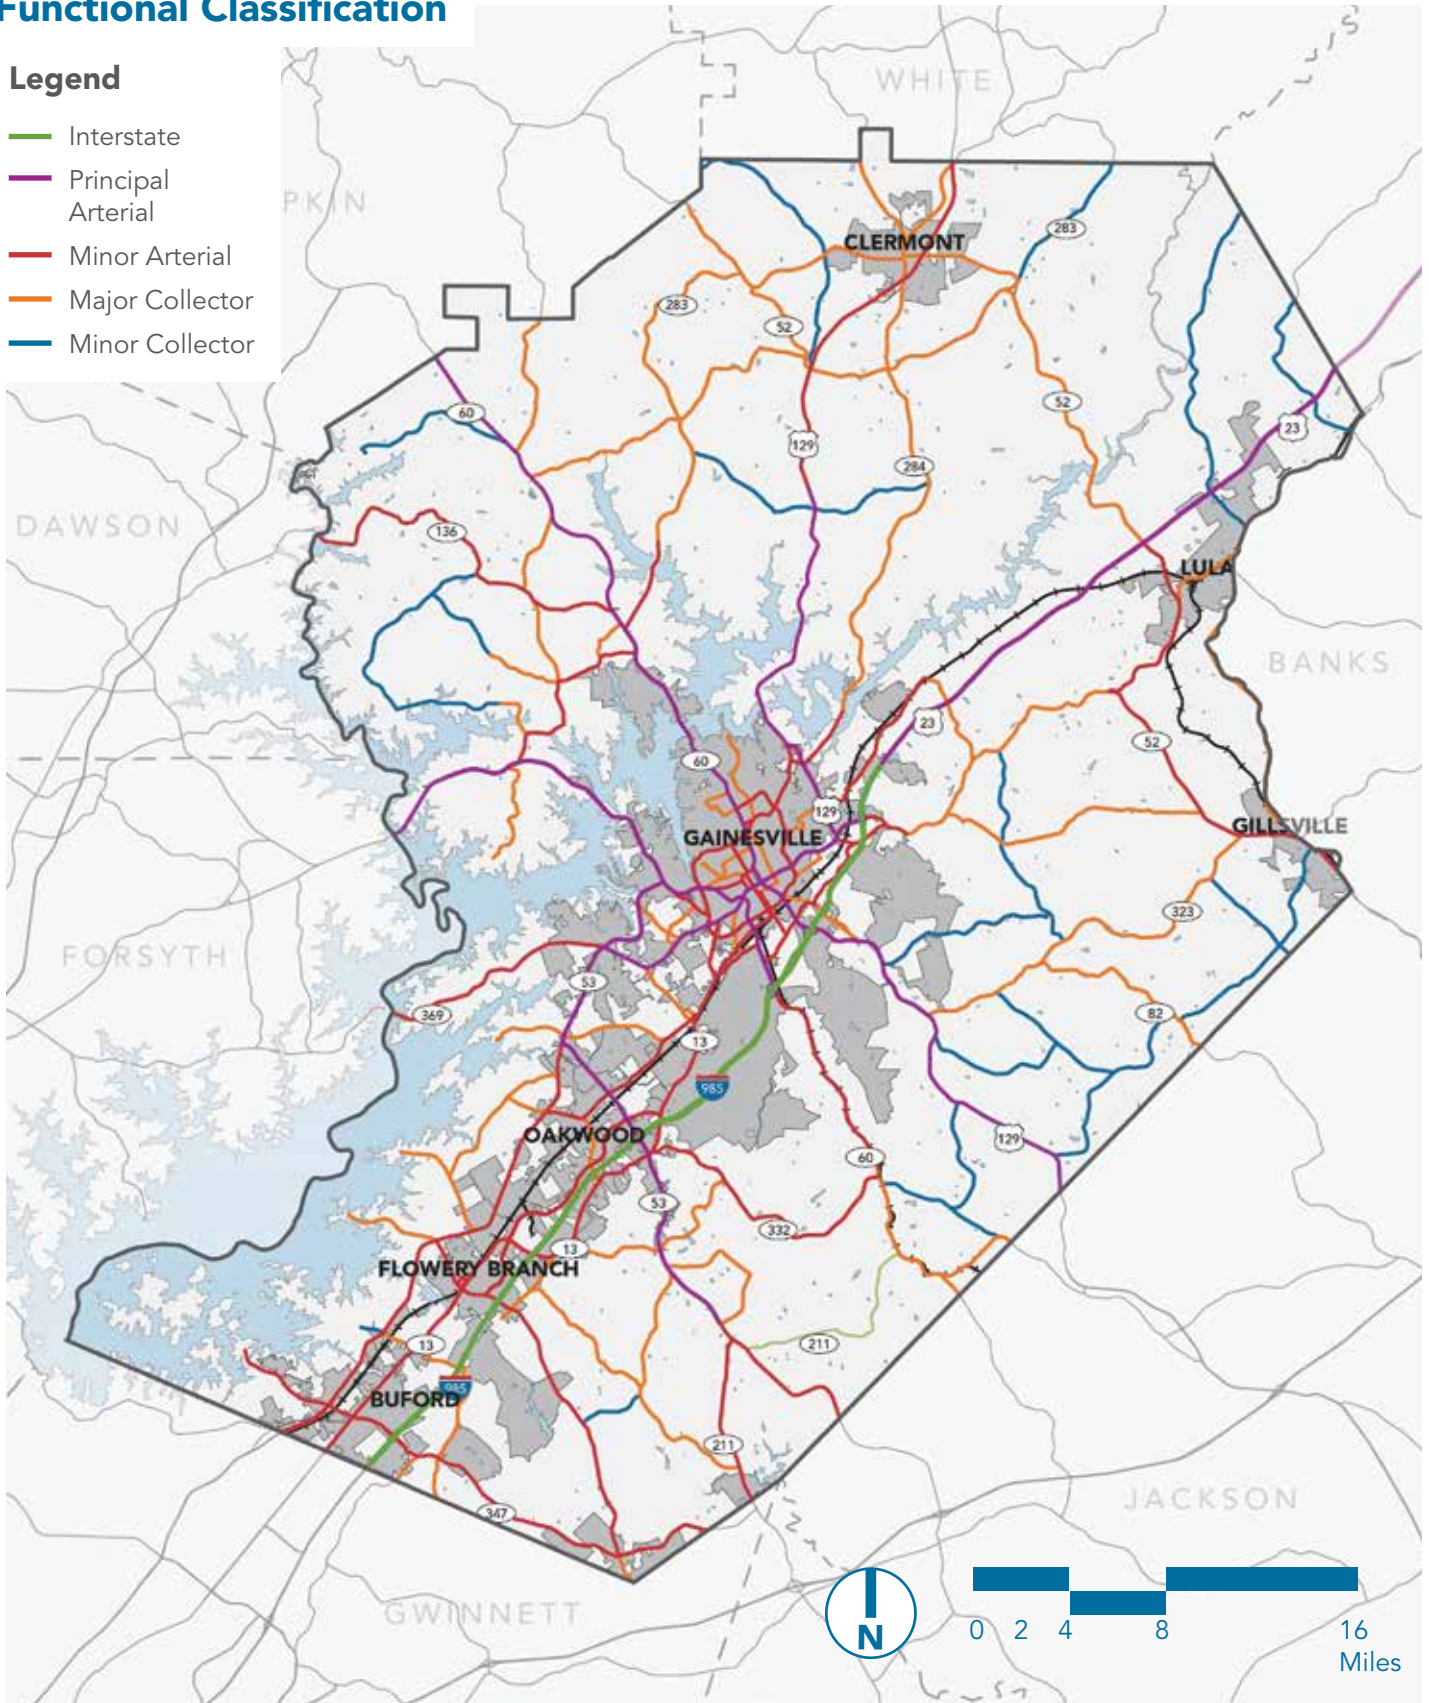 Functional Classification
Legend
Interstate
Principal
Arterial
Minor Arterial
Major Collector
Minor Collector
WHITE
PKIN
283
CLERMONT
283
52
60
52
23
129
284
DAWSON
136
LULA
BANKS
23
52
60
129
GILLSVILLE
GAINESVILLE
323
FORSYTH
53
369
82
13
985
OAKWOOD
129
60
53
332
13
FLOWERY BRANCH
13
211
985
BUFORD
211
347
JACKSON
GWINNETT
N
0 2 4 8 16
Miles